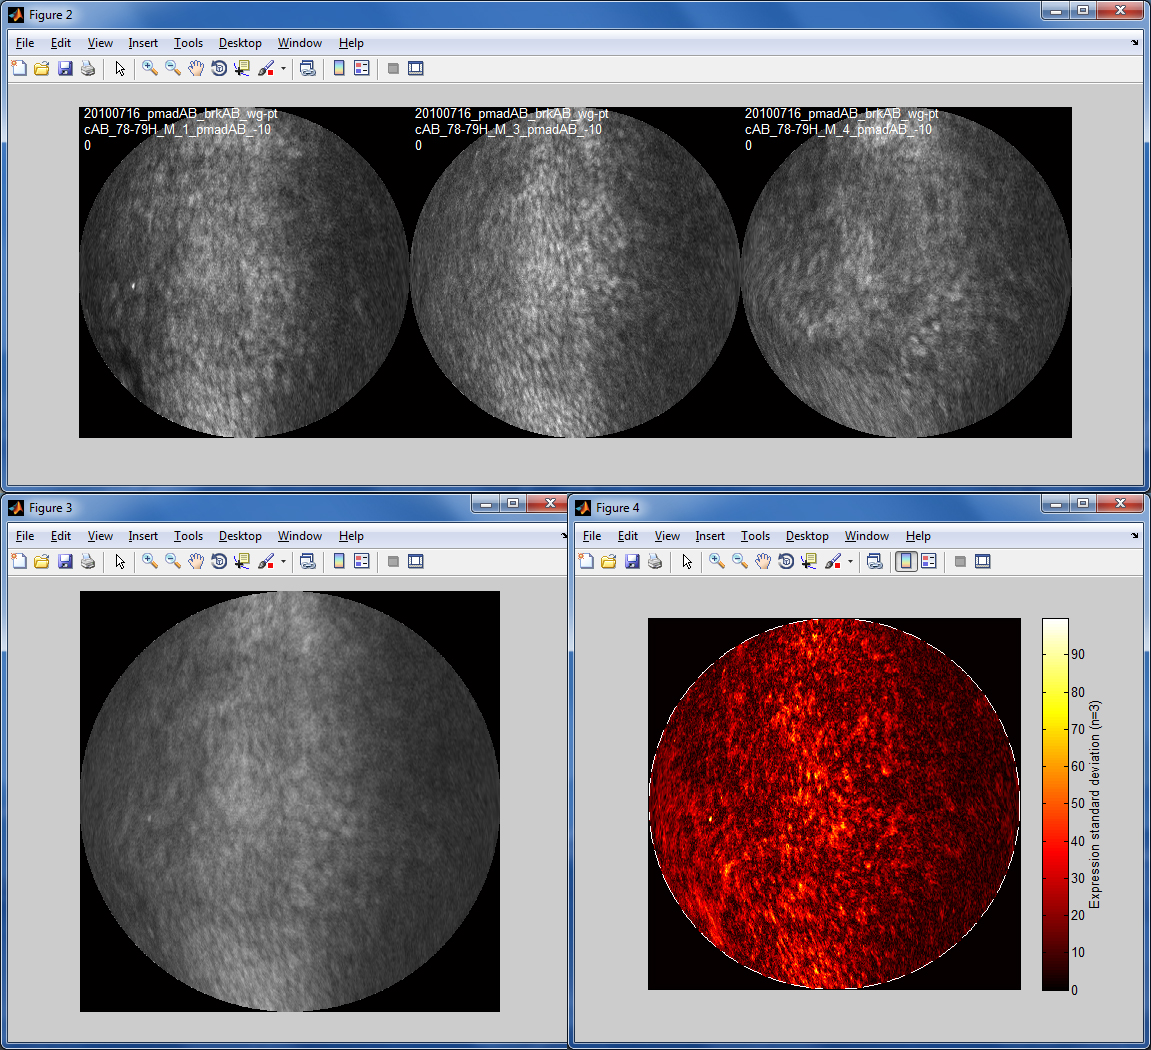 Figure 2
File Edit View Insert Tools Desktop Window Help
20100716_pmadAB_brkAB_wg-pt
cAB_78-79H_M_1_pmadAB_-10
0
20100716_pmadAB_brkAB_wg-pt
cAB_78-79H_M_3_pmadAB_-10
0
20100716_pmadAB_brkAB_wg-pt
cAB_78-79H_M_4_pmadAB_-10
0
Figure 3
File Edit View Insert Tools Desktop Window Help
Figure 4
File Edit View Insert Tools Desktop Window Help
90
80
70
60
50
40
30
20
10
0
Expression standard deviation (n=3)